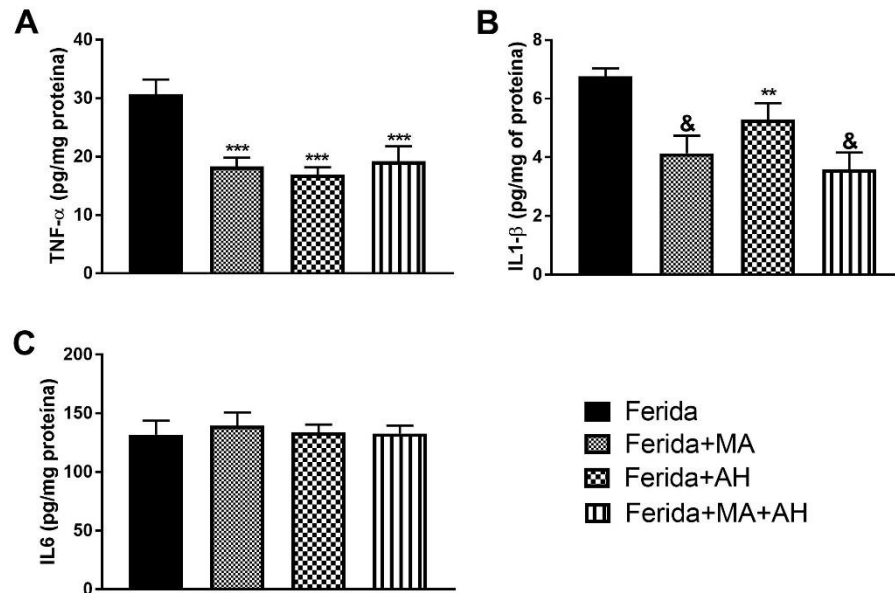 A
TNF-α (pg/mg proteína)
40
30
20
10
0
***
***
***
B
IL1-β (pg/mg of proteína)
8
6
4
2
0
&
**
&
C
IL6 (pg/mg proteína)
200
150
100
50
0
Ferida
Ferida+MA
Ferida+AH
Ferida+MA+AH